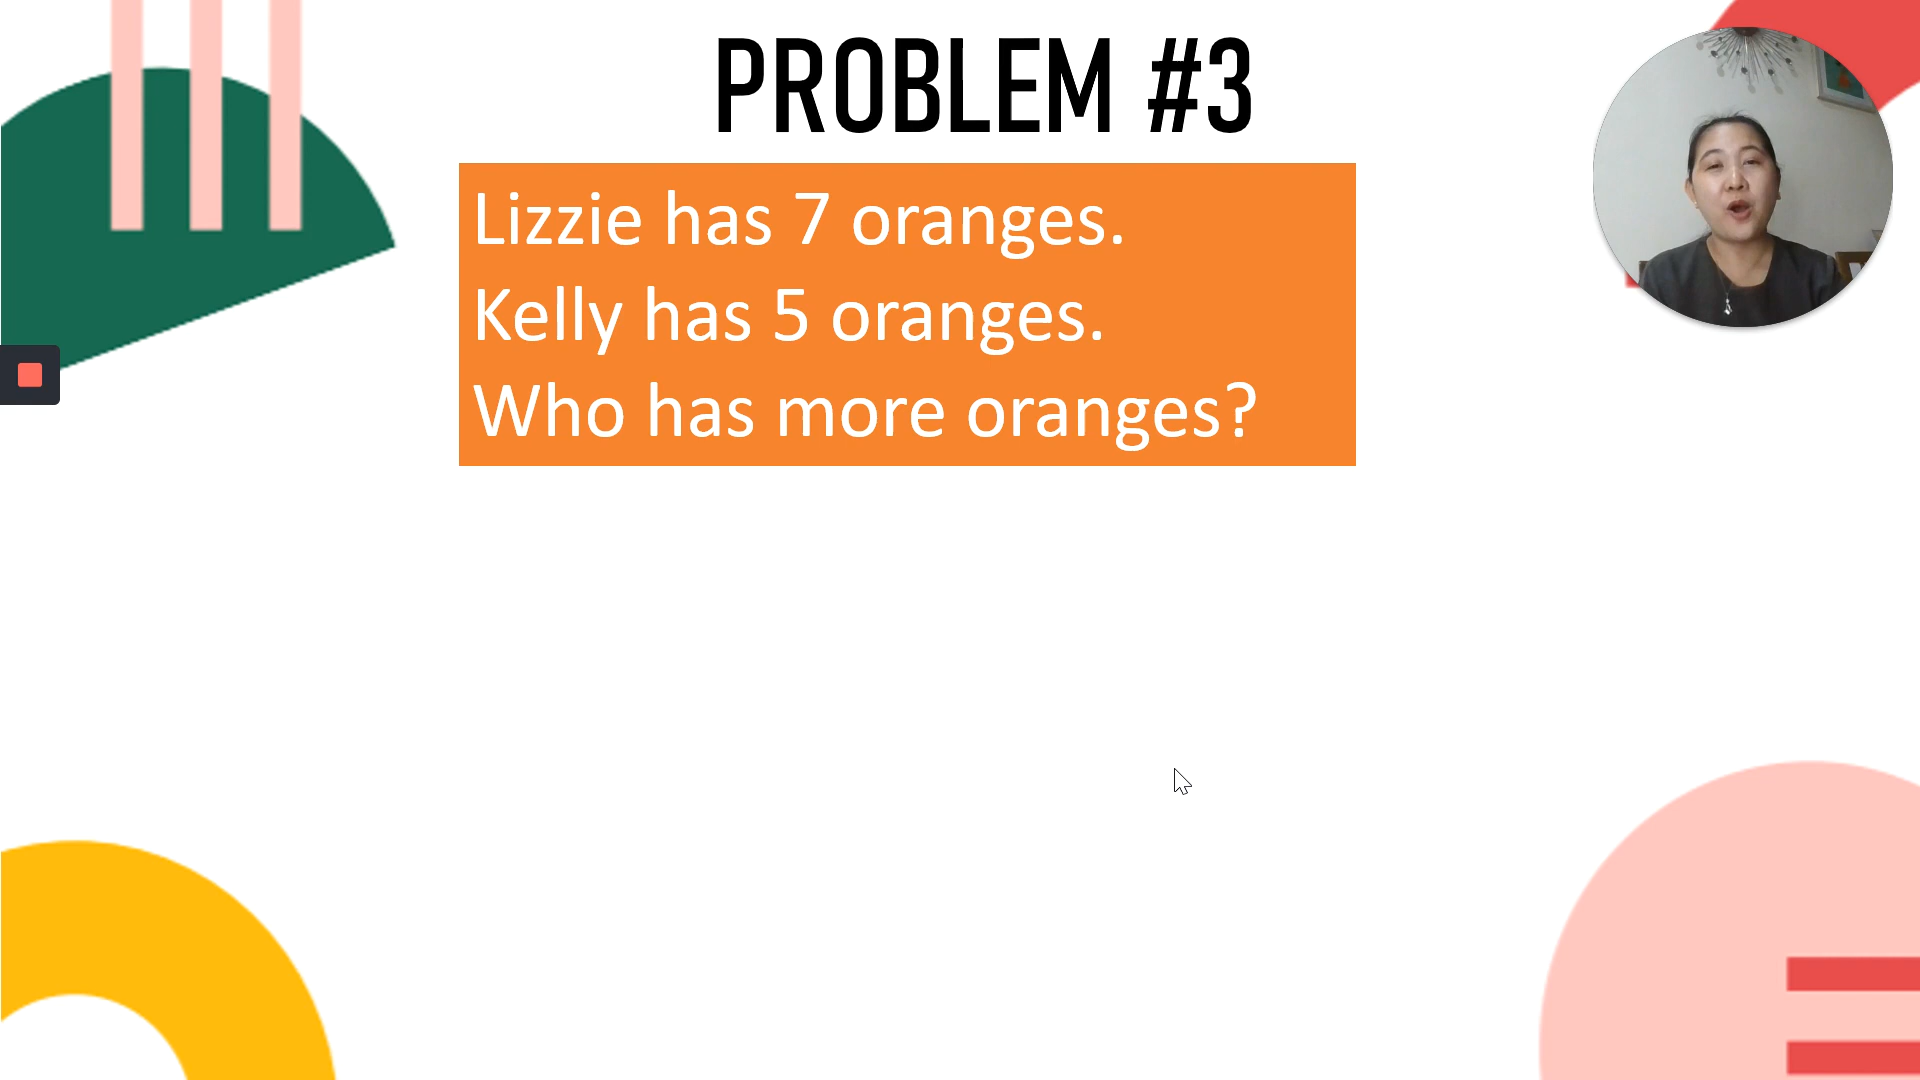 PROBLEM #3
Lizzie has 7 oranges.
Kelly has 5 oranges.
Who has more oranges?